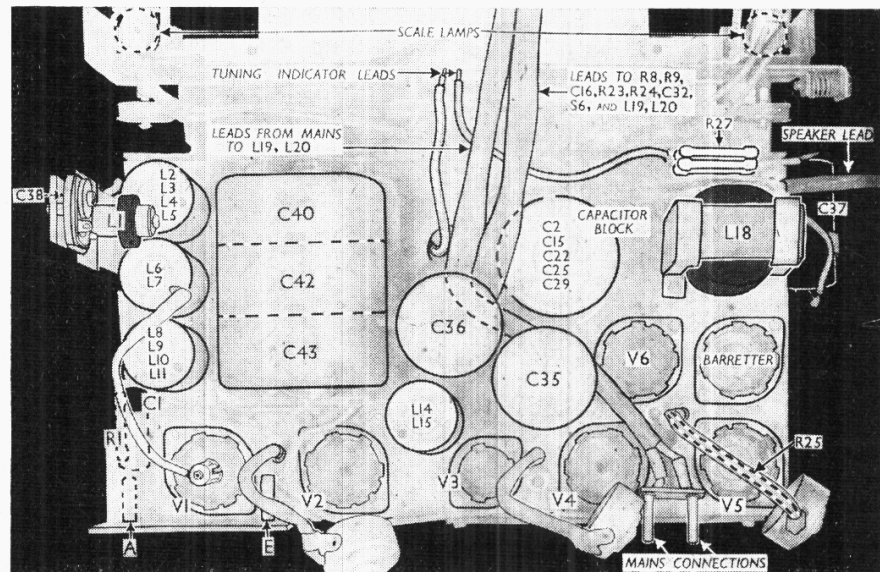 SCALE LAMPS
TUNING INDICATOR LEADS
LEADS TO R8, R9,
C16, R23, R24, C32,
S6, AND L19, L20
R27
LEADS FROM MAINS
TO L19, L20
SPEAKER LEAD
C38
L1
L2
L3
L4
L5
C40
C2
C15
C22
C25
C29
CAPACITOR
BLOCK
L18
C37
L6
L7
C42
C36
L8
L9
L10
L11
C43
C35
V6
BARRETTER
C1
L14
L15
R1
R25
V1
V2
V3
V4
V5
A
E
MAINS CONNECTIONS